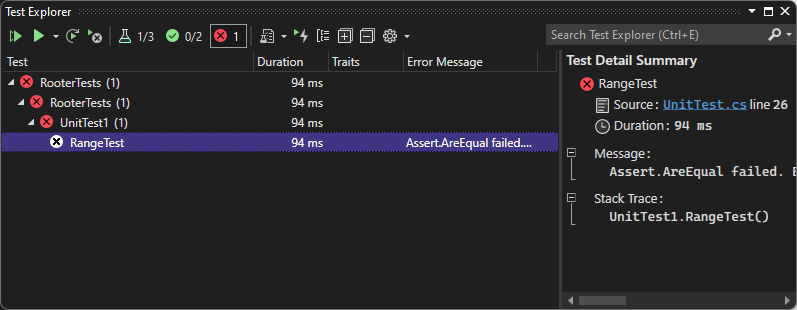 Test Explorer
1/3 0/2 1
Search Test Explorer (Ctrl+E)
Test Duration Traits Error Message
RooterTests (1) 94 ms
RooterTests (1) 94 ms
UnitTest1 (1) 94 ms
RangeTest 94 ms Assert.AreEqual failed....
Test Detail Summary
RangeTest
Source: UnitTest.cs line 26
Duration: 94 ms
Message:
Assert.AreEqual failed.
Stack Trace:
UnitTest1.RangeTest()